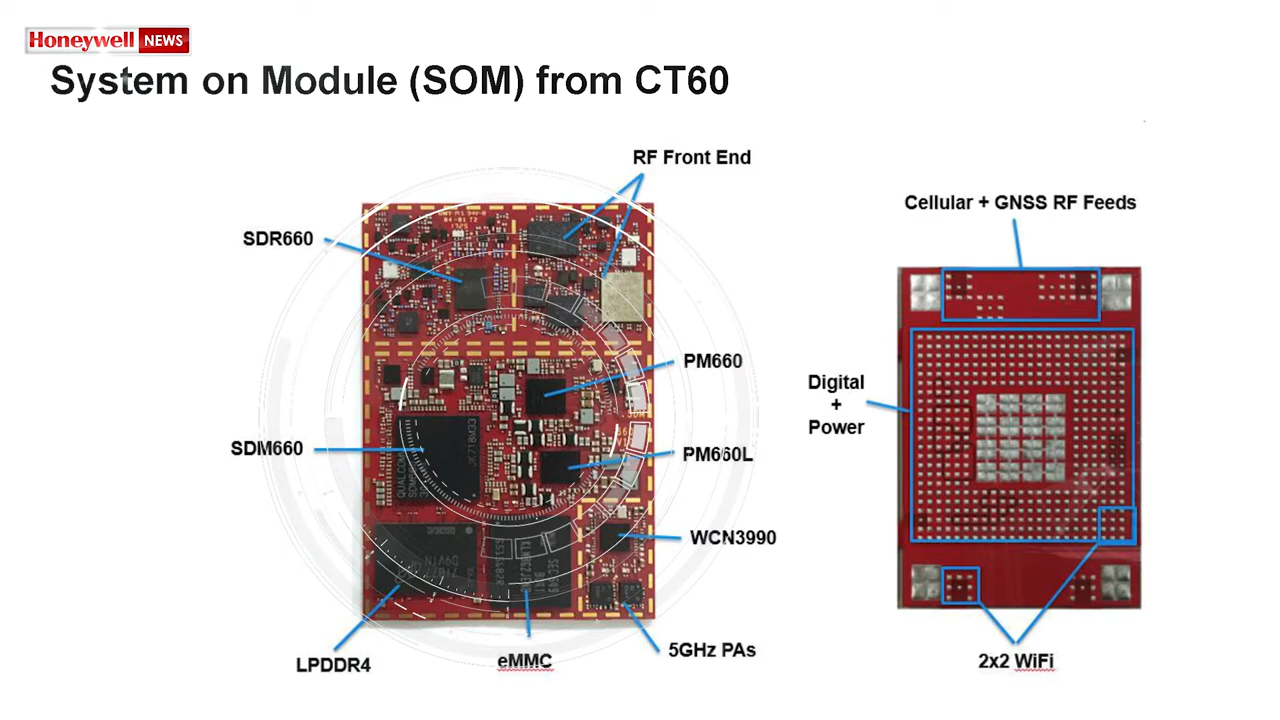 Honeywell NEWS
System on Module (SOM) from CT60
RF Front End
SDR660
PM660
SDM660
PM660L
WCN3990
LPDDR4
eMMC
5GHz PAs
Cellular + GNSS RF Feeds
Digital
+
Power
2x2 WiFi